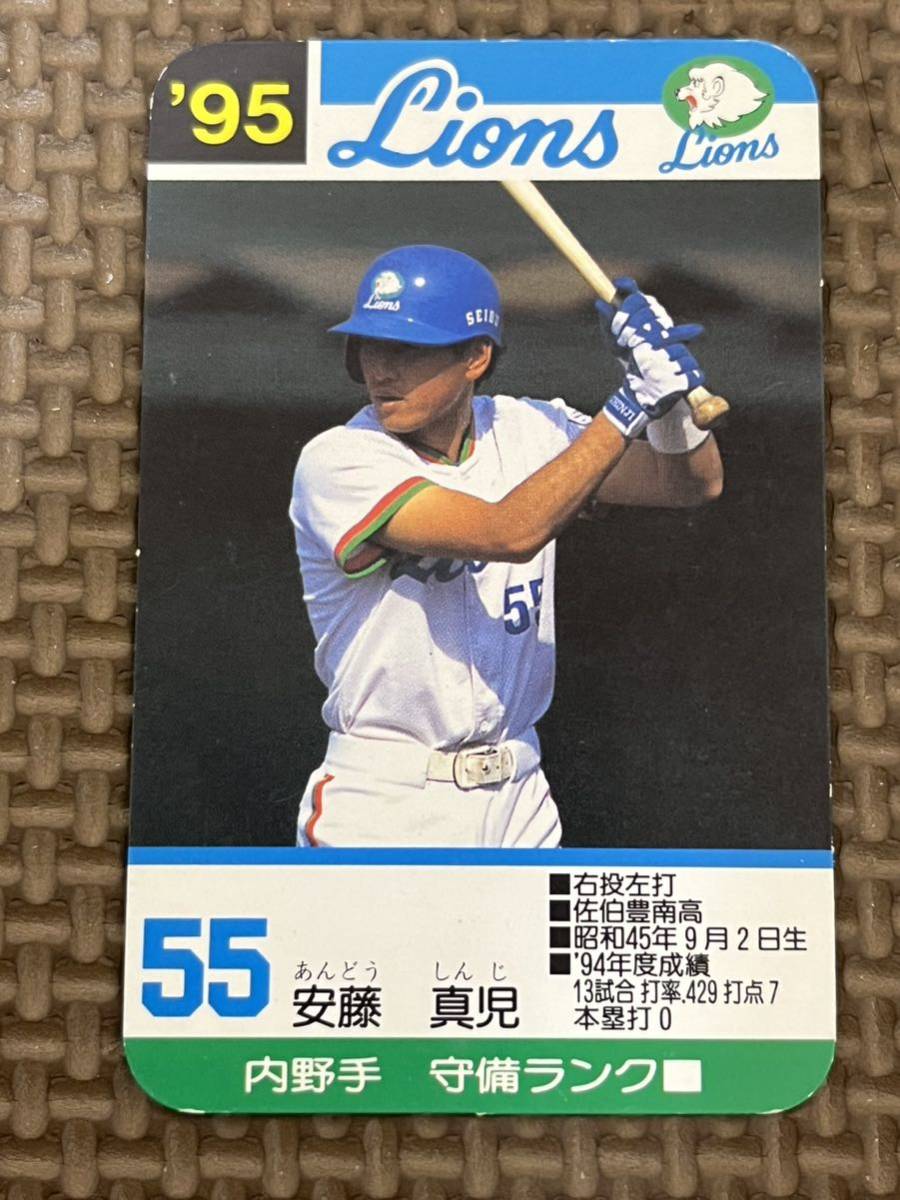 '95
Lions
Lions
Lions
SEIBU
55
55
あんどう しんじ
安藤 真児
■右投左打
■佐伯豊南高
■昭和45年9月2日生
■'94年度成績
13試合 打率.429 打点7
本塁打0
内野手 守備ランク■